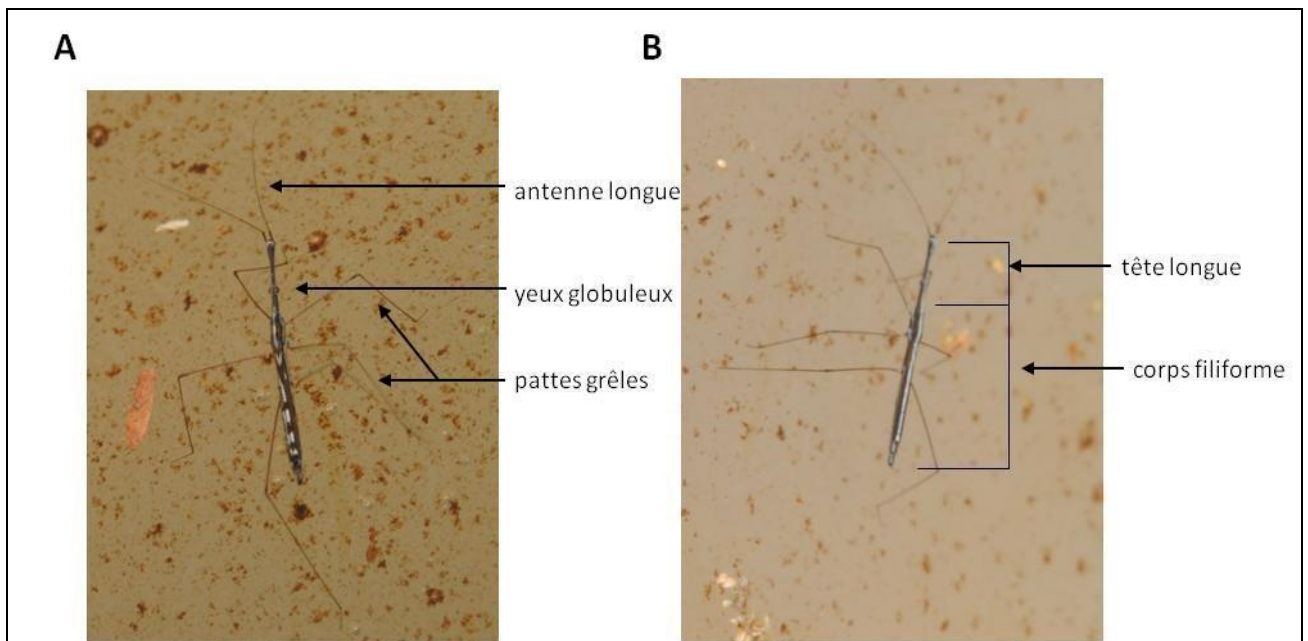 A
B
antenne longue
yeux globuleux
pattes grêles
tête longue
corps filiforme